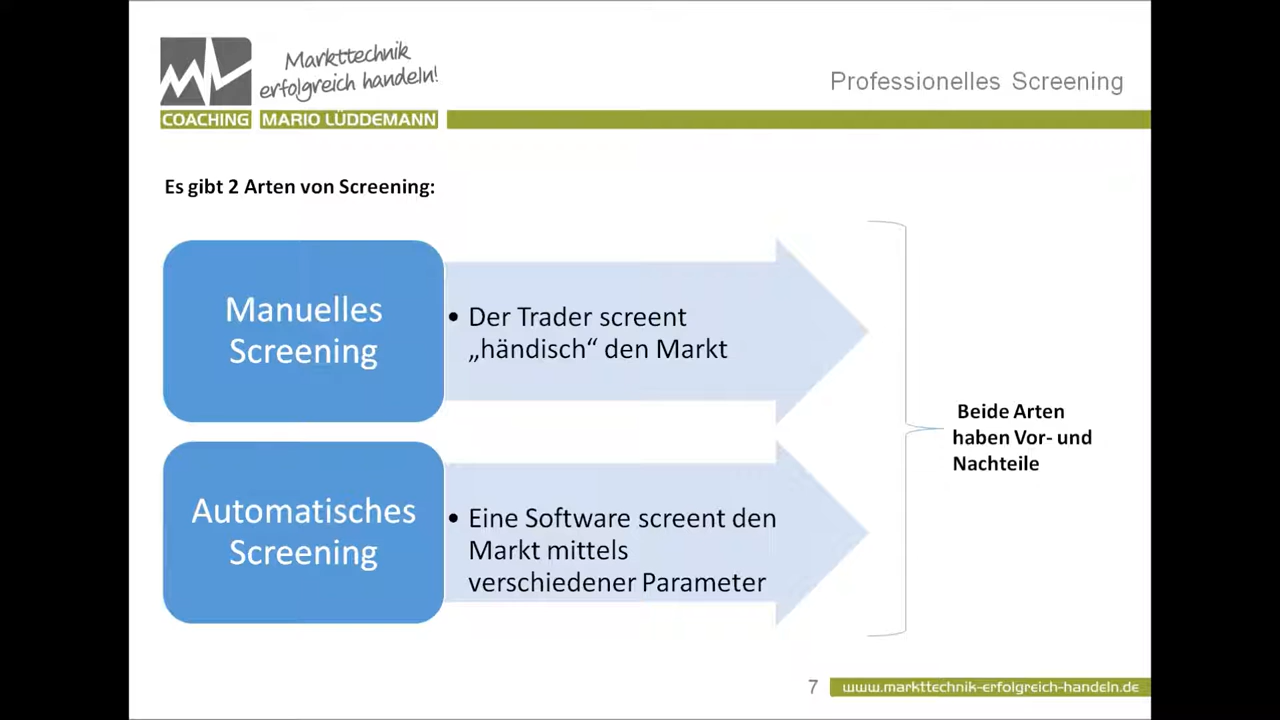 Markttechnik
erfolgreich handeln!
COACHING MARIO LÜDDEMANN
Professionelles Screening
Es gibt 2 Arten von Screening:
Manuelles
Screening
• Der Trader screent
„händisch“ den Markt
Automatisches
Screening
• Eine Software screent den
Markt mittels
verschiedener Parameter
Beide Arten
haben Vor- und
Nachteile
7
www.markttechnik-erfolgreich-handeln.de